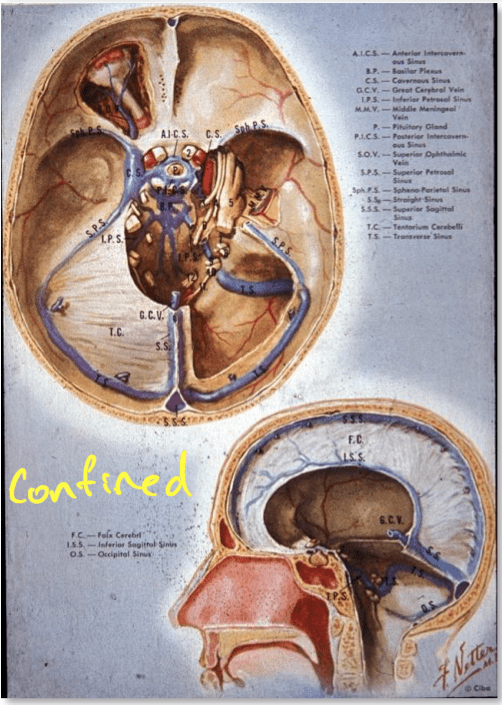 A.I.C.S. — Anterior Intercavern-
ous Sinus
B.P. — Basilar Plexus
C.S. — Cavernous Sinus
G.C.V. — Great Cerebral Vein
I.P.S. — Inferior Petrosal Sinus
M.M.V. — Middle Meningeal
Vein
P. — Pituitary Gland
P.I.C.S. — Posterior Intercavern-
ous Sinus
S.O.V. — Superior Ophthalmic
Vein
S.P.S. — Superior Petrosal
Sinus
Sph.P.S. — Spheno-Parietal Sinus
S.S. — Straight Sinus
S.S.S. — Superior Sagittal
Sinus
T.C. — Tentorium Cerebelli
T.S. — Transverse Sinus
Sph.P.S.
A.I.C.S.
C.S.
Sph.P.S.
2
C.S.
P.
P.I.C.S.
B.P.
5
M.M.V.
S.P.S.
I.P.S.
S.P.S.
I.P.S.
T.S.
G.C.V.
T.C.
S.S.
T.S.
T.S.
S.S.S.
Confined
F.C. — Falx Cerebri
I.S.S. — Inferior Sagittal Sinus
O.S. — Occipital Sinus
S.S.S.
F.C.
I.S.S.
G.C.V.
S.S.
T.S.
T.S.
I.P.S.
O.S.
F. Netter
M.D.
© Ciba